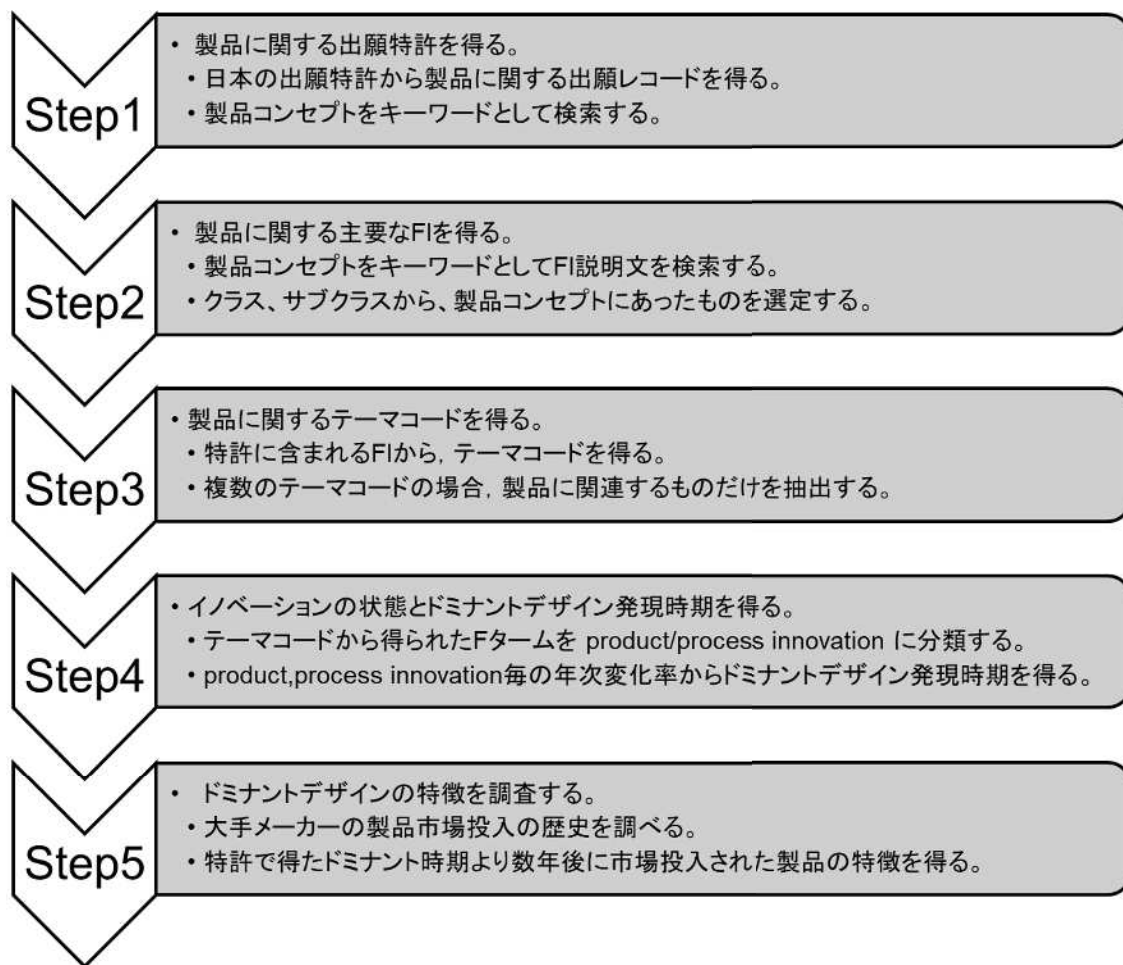 Step1
• 製品に関する出願特許を得る。
• 日本の出願特許から製品に関する出願レコードを得る。
• 製品コンセプトをキーワードとして検索する。
Step2
• 製品に関する主要なFIを得る。
• 製品コンセプトをキーワードとしてFI説明文を検索する。
• クラス、サブクラスから、製品コンセプトにあったものを選定する。
Step3
• 製品に関するテーマコードを得る。
• 特許に含まれるFIから, テーマコードを得る。
• 複数のテーマコードの場合, 製品に関連するものだけを抽出する。
Step4
• イノベーションの状態とドミナントデザイン発現時期を得る。
• テーマコードから得られたFタームを product/process innovation に分類する。
• product,process innovation毎の年次変化率からドミナントデザイン発現時期を得る。
Step5
• ドミナントデザインの特徴を調査する。
• 大手メーカーの製品市場投入の歴史を調べる。
• 特許で得たドミナント時期より数年後に市場投入された製品の特徴を得る。